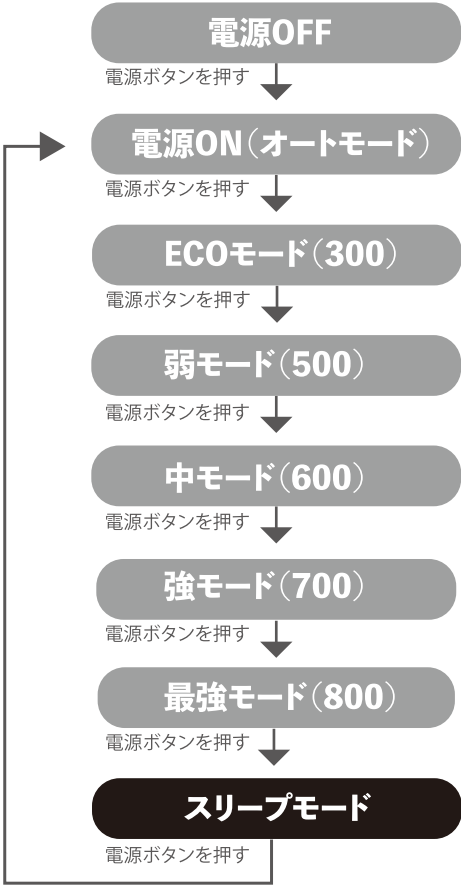 電源OFF
電源ボタンを押す
電源ON（オートモード）
電源ボタンを押す
ECOモード（300）
電源ボタンを押す
弱モード（500）
電源ボタンを押す
中モード（600）
電源ボタンを押す
強モード（700）
電源ボタンを押す
最強モード（800）
電源ボタンを押す
スリープモード
電源ボタンを押す